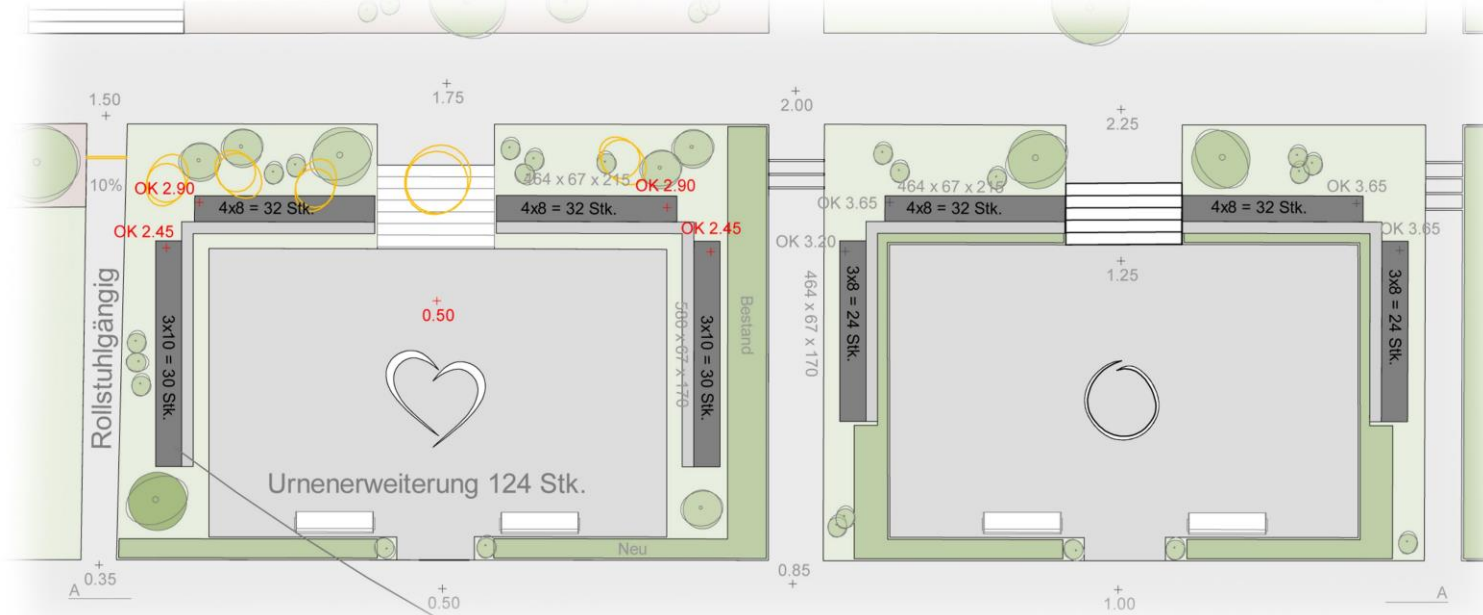 1.50
1.75
2.00
2.25
10%
OK 2.90
464 x 67 x 215
OK 2.90
464 x 67 x 215
OK 3.65
OK 3.65
4x8 = 32 Stk.
4x8 = 32 Stk.
4x8 = 32 Stk.
4x8 = 32 Stk.
OK 2.45
OK 2.45
OK 3.20
OK 3.65
1.25
Rollstuhlgängig
3x10 = 30 Stk.
0.50
500 x 67 x 170
3x10 = 30 Stk.
Bestand
464 x 67 x 170
3x8 = 24 Stk.
3x8 = 24 Stk.
Urnenerweiterung 124 Stk.
Neu
0.35
0.50
0.85
1.00
A
A